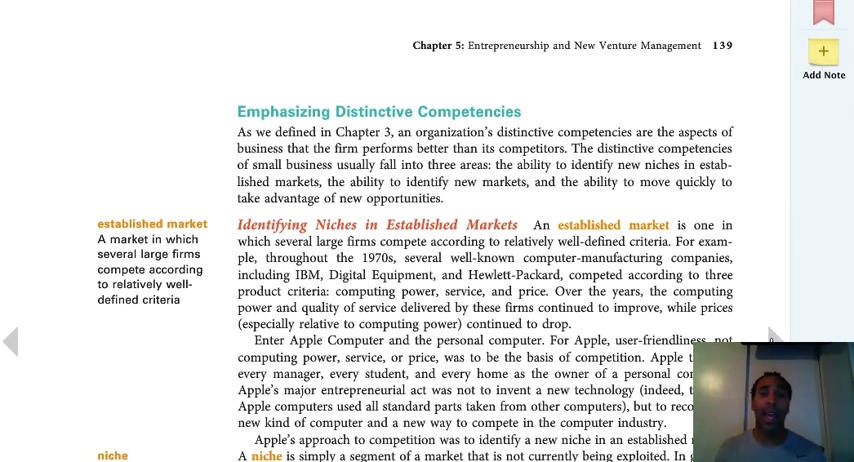 Chapter 5: Entrepreneurship and New Venture Management 139
Add Note
Emphasizing Distinctive Competencies
As we defined in Chapter 3, an organization's distinctive competencies are the aspects of
business that the firm performs better than its competitors. The distinctive competencies
of small business usually fall into three areas: the ability to identify new niches in estab-
lished markets, the ability to identify new markets, and the ability to move quickly to
take advantage of new opportunities.
established market
A market in which
several large firms
compete according
to relatively well-
defined criteria
Identifying Niches in Established Markets An established market is one in
which several large firms compete according to relatively well-defined criteria. For exam-
ple, throughout the 1970s, several well-known computer-manufacturing companies,
including IBM, Digital Equipment, and Hewlett-Packard, competed according to three
product criteria: computing power, service, and price. Over the years, the computing
power and quality of service delivered by these firms continued to improve, while prices
(especially relative to computing power) continued to drop.
Enter Apple Computer and the personal computer. For Apple, user-friendliness, not
computing power, service, or price, was to be the basis of competition. Apple
every manager, every student, and every home as the owner of a personal
Apple's major entrepreneurial act was not to invent a new technology (indeed,
Apple computers used all standard parts taken from other computers), but to
new kind of computer and a new way to compete in the computer industry.
Apple's approach to competition was to identify a new niche in an established
niche
A niche is simply a segment of a market that is not currently being exploited. In